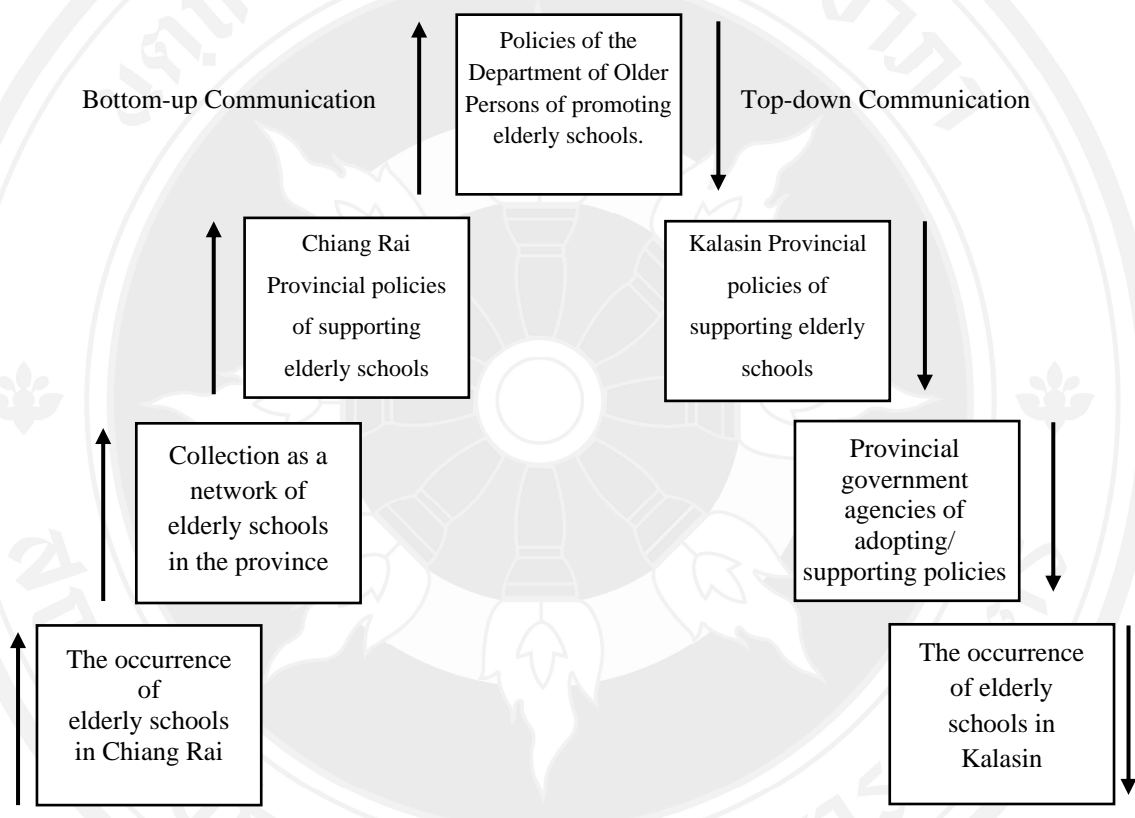 Policies of the
Department of Older
Persons of promoting
elderly schools.
Bottom-up Communication
Top-down Communication
Chiang Rai
Provincial policies
of supporting
elderly schools
Kalasin Provincial
policies of
supporting elderly
schools
Collection as a
network of
elderly schools
in the province
Provincial
government
agencies of
adopting/
supporting policies
The occurrence
of
elderly schools
in Chiang Rai
The occurrence
of elderly
schools in
Kalasin